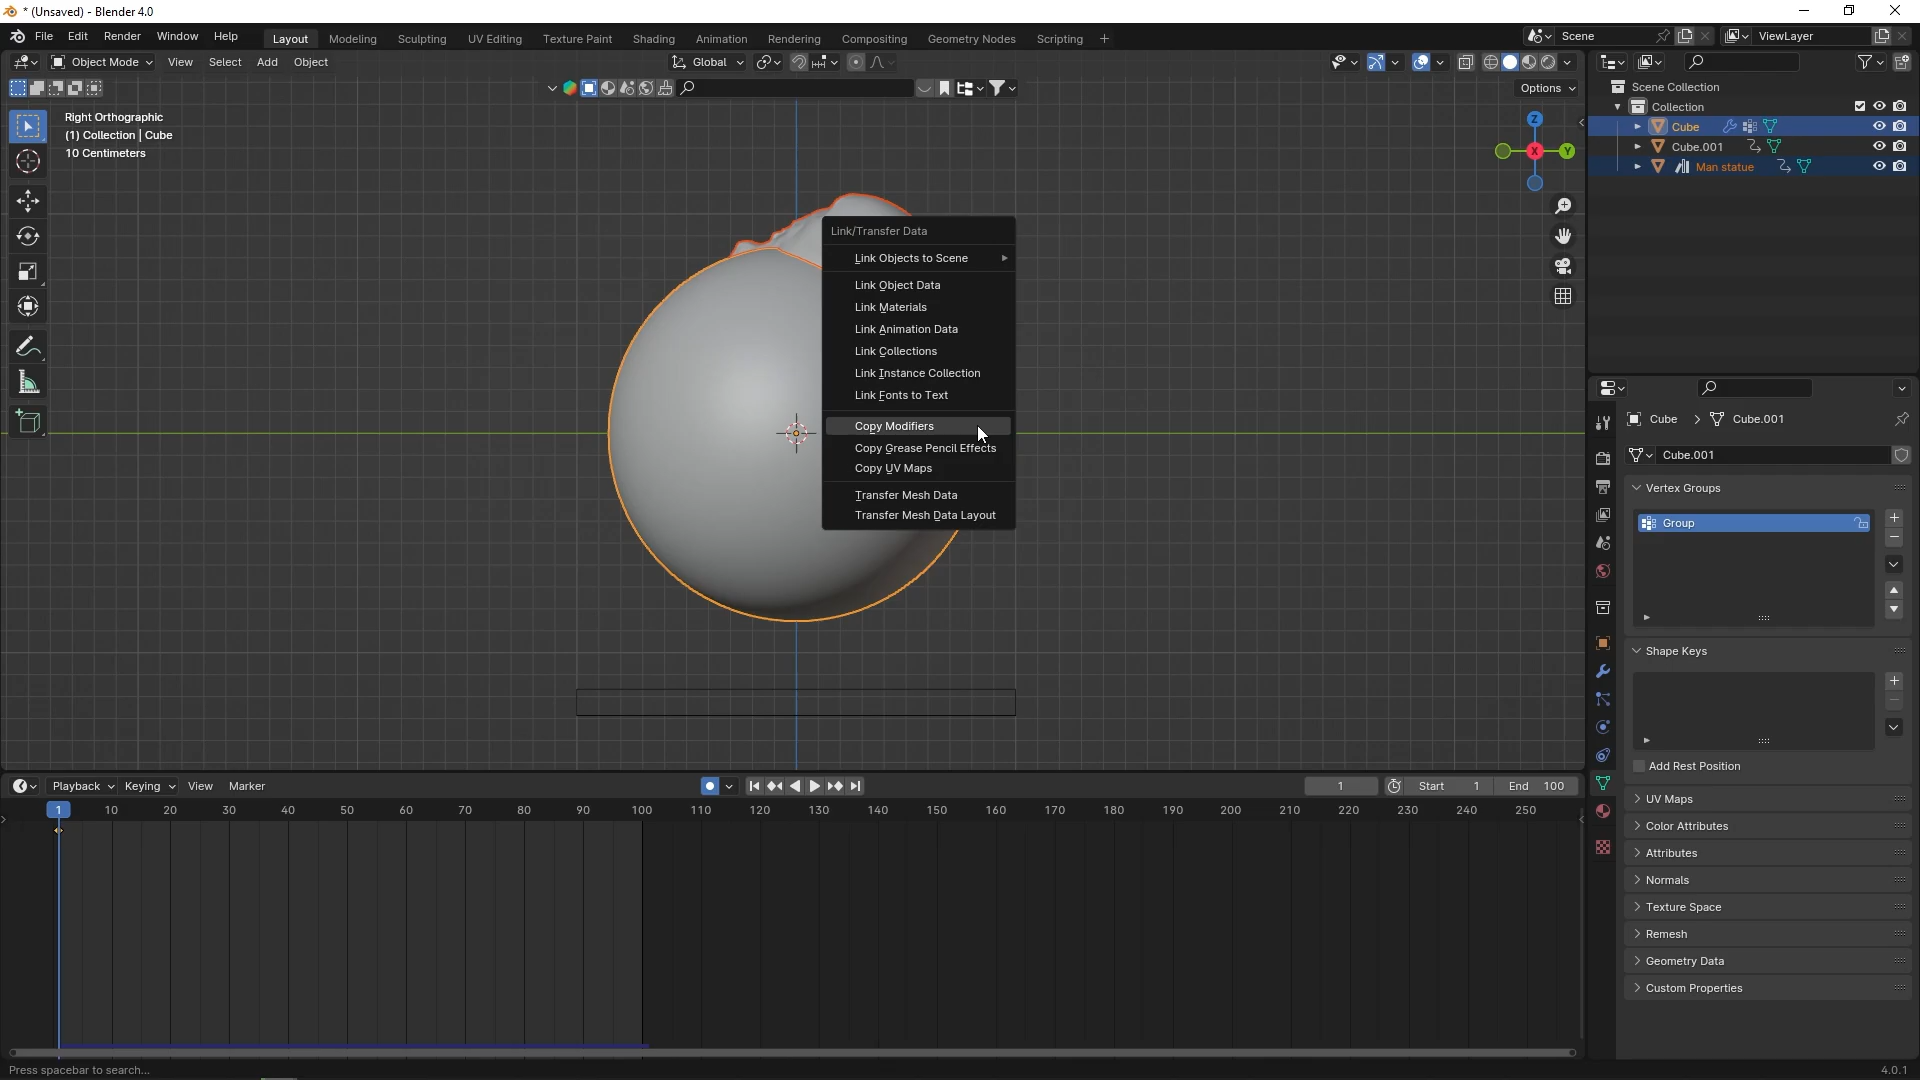 * (Unsaved) - Blender 4.0
File Edit Render Window Help
Layout Modeling Sculpting UV Editing Texture Paint Shading Animation Rendering Compositing Geometry Nodes Scripting +
Scene
ViewLayer
Object Mode View Select Add Object
Global
Options
Right Orthographic
(1) Collection | Cube
10 Centimeters
Z
X
Y
Scene Collection
Collection
Cube
Cube.001
Man statue
Link/Transfer Data
Link Objects to Scene
Link Object Data
Link Materials
Link Animation Data
Link Collections
Link Instance Collection
Link Fonts to Text
Copy Modifiers
Copy Grease Pencil Effects
Copy UV Maps
Transfer Mesh Data
Transfer Mesh Data Layout
Cube > Cube.001
Cube.001
Vertex Groups
Group
Shape Keys
Add Rest Position
UV Maps
Color Attributes
Attributes
Normals
Texture Space
Remesh
Geometry Data
Custom Properties
Playback Keying View Marker
1
Start 1
End 100
1 10 20 30 40 50 60 70 80 90 100 110 120 130 140 150 160 170 180 190 200 210 220 230 240 250
Press spacebar to search...
4.0.1